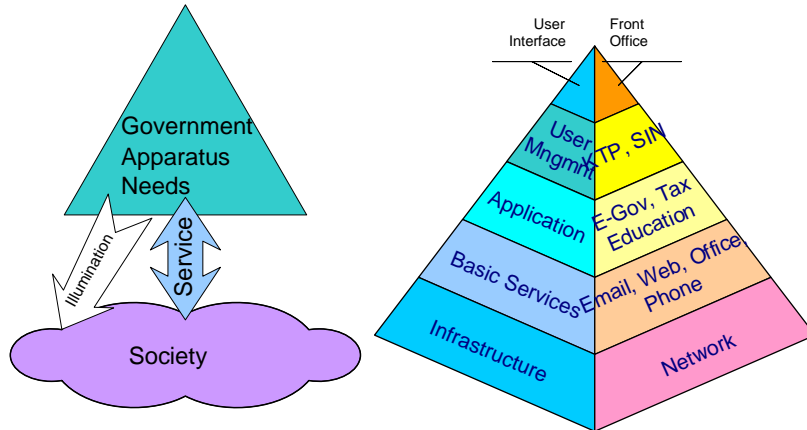 Government
Apparatus
Needs
Illumination
Service
Society
User
Interface
Front
Office
User
Mngmnt
KTP, SIN
Application
E-Gov, Tax
Education
Basic Services
Email, Web, Office,
Phone
Infrastructure
Network